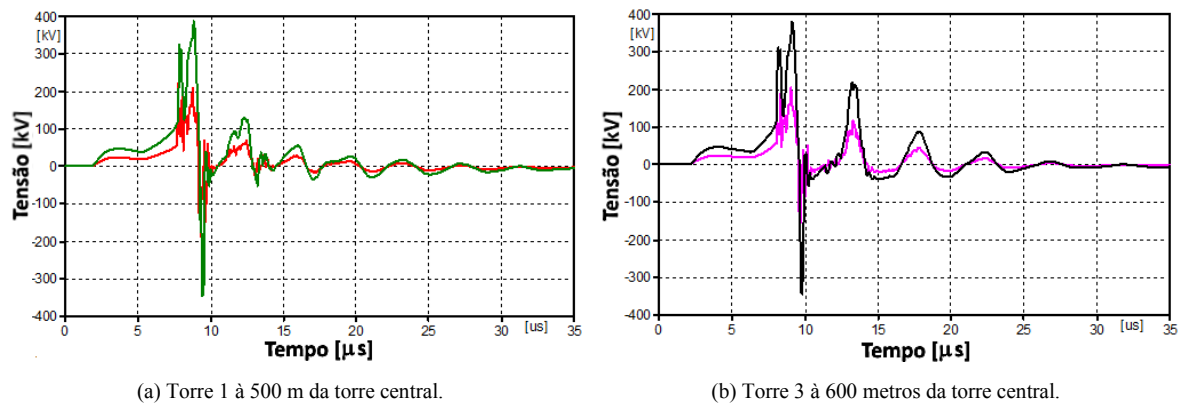 400
[kV]
300
200
100
0
-100
-200
-300
-400
0 5 10 15 20 25 30 [us] 35
Tensão [kV]
Tempo [µs]
(a) Torre 1 à 500 m da torre central.
400
[kV]
300
200
100
0
-100
-200
-300
-400
0 5 10 15 20 25 30 [us] 35
Tensão [kV]
Tempo [µs]
(b) Torre 3 à 600 metros da torre central.